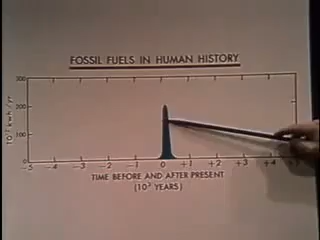 FOSSIL FUELS IN HUMAN HISTORY
300
200
100
0
-5 -4 -3 -2 -1 0 +1 +2 +3 +4
TIME BEFORE AND AFTER PRESENT
(10³ YEARS)